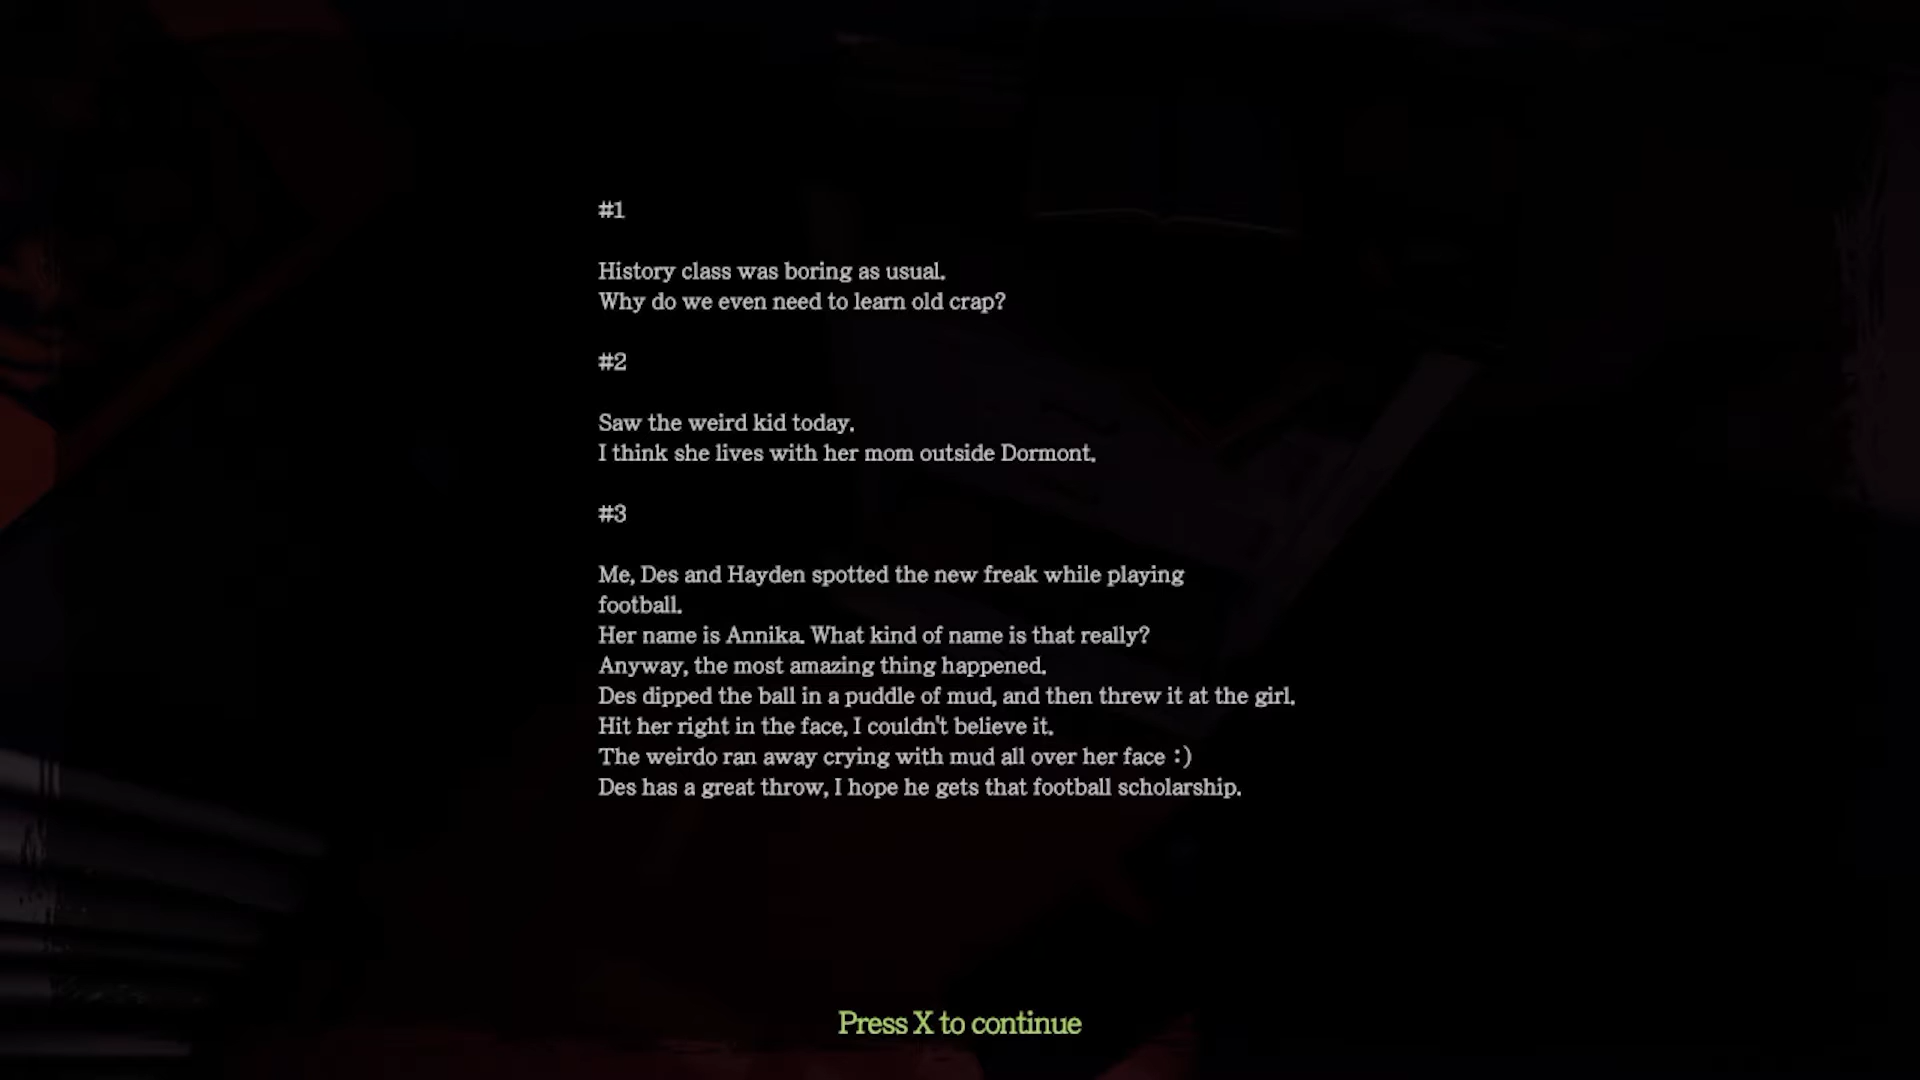 #1
History class was boring as usual.
Why do we even need to learn old crap?
#2
Saw the weird kid today.
I think she lives with her mom outside Dormont.
#3
Me, Des and Hayden spotted the new freak while playing
football.
Her name is Annika. What kind of name is that really?
Anyway, the most amazing thing happened.
Des dipped the ball in a puddle of mud, and then threw it at the girl.
Hit her right in the face, I couldn't believe it.
The weirdo ran away crying with mud all over her face :)
Des has a great throw, I hope he gets that football scholarship.
Press X to continue